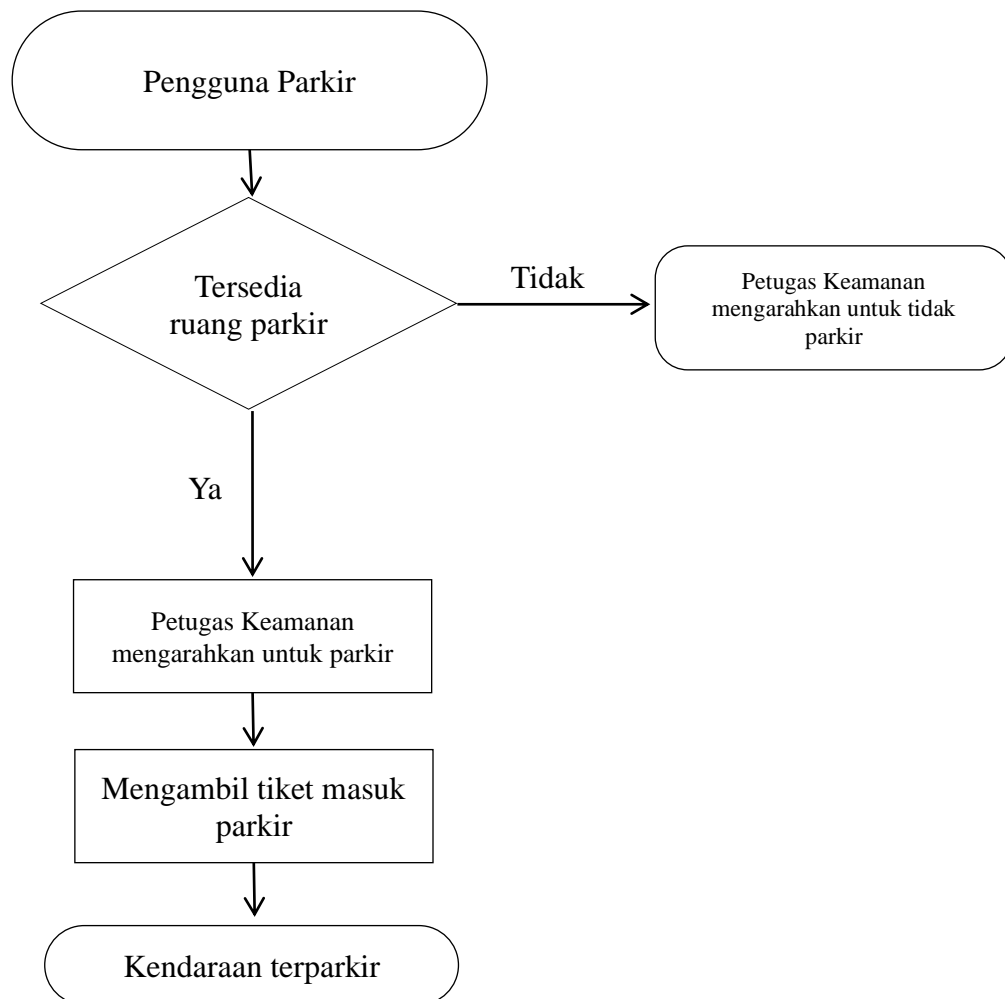 Pengguna Parkir
Tersedia
ruang parkir
Tidak
Petugas Keamanan
mengarahkan untuk tidak
parkir
Ya
Petugas Keamanan
mengarahkan untuk parkir
Mengambil tiket masuk
parkir
Kendaraan terparkir